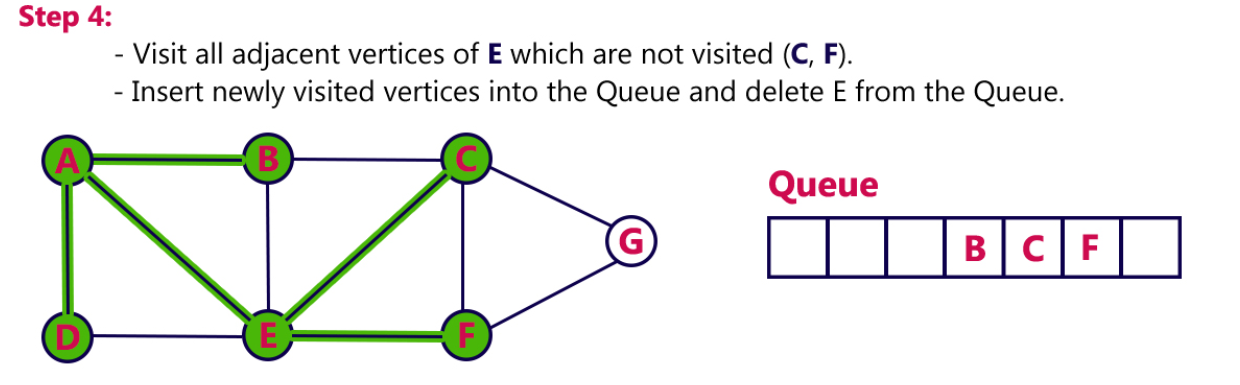 Step 4:
- Visit all adjacent vertices of E which are not visited (C, F).
- Insert newly visited vertices into the Queue and delete E from the Queue.
A B C
Queue
G
B C F
D E F